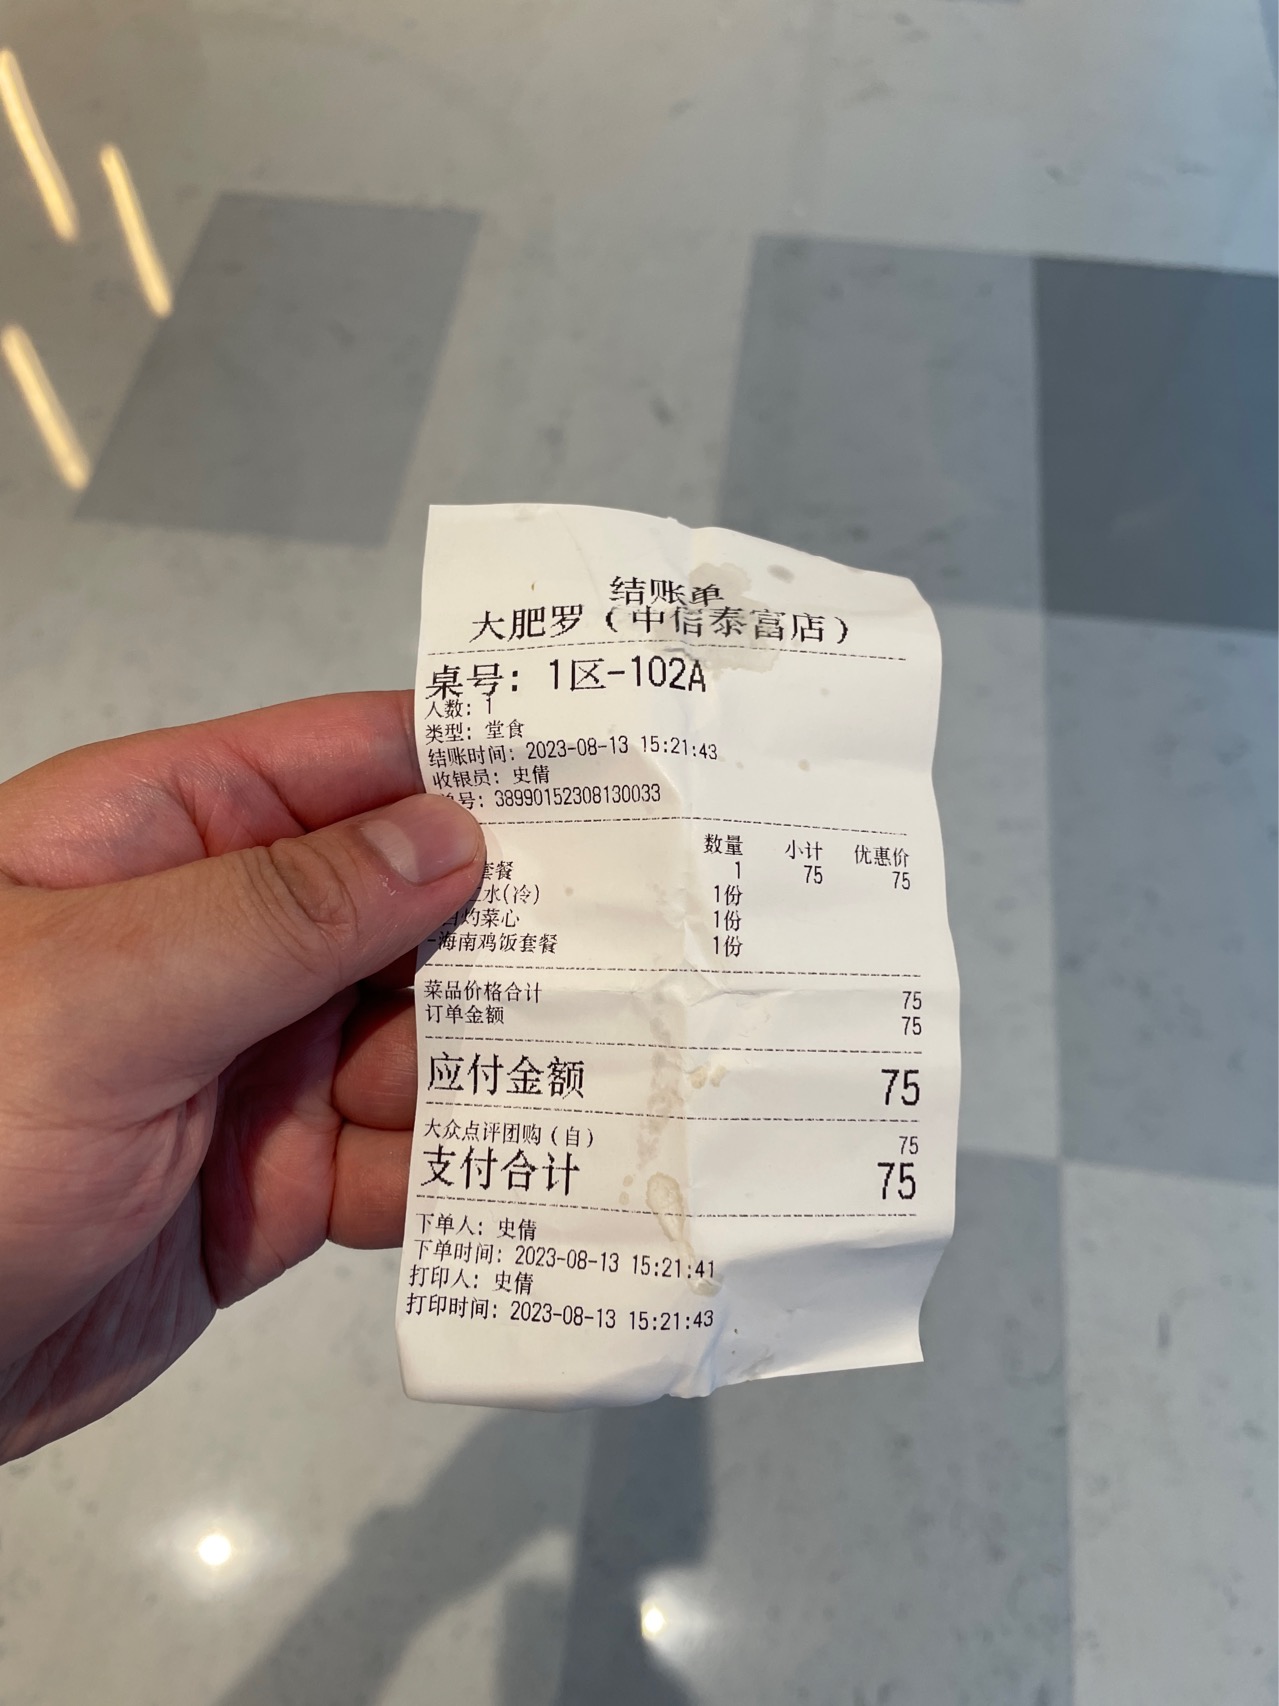 结账单
大肥罗（中信泰富店）
桌号：1区-102A
人数：1
类型：堂食
结账时间：2023-08-13 15:21:43
收银员：史倩
单号：38990152308130033
数量 小计 优惠价
套餐 1 75 75
水(冷) 1份
白灼菜心 1份
-海南鸡饭套餐 1份
菜品价格合计 75
订单金额 75
应付金额 75
大众点评团购（自） 75
支付合计 75
下单人：史倩
下单时间：2023-08-13 15:21:41
打印人：史倩
打印时间：2023-08-13 15:21:43